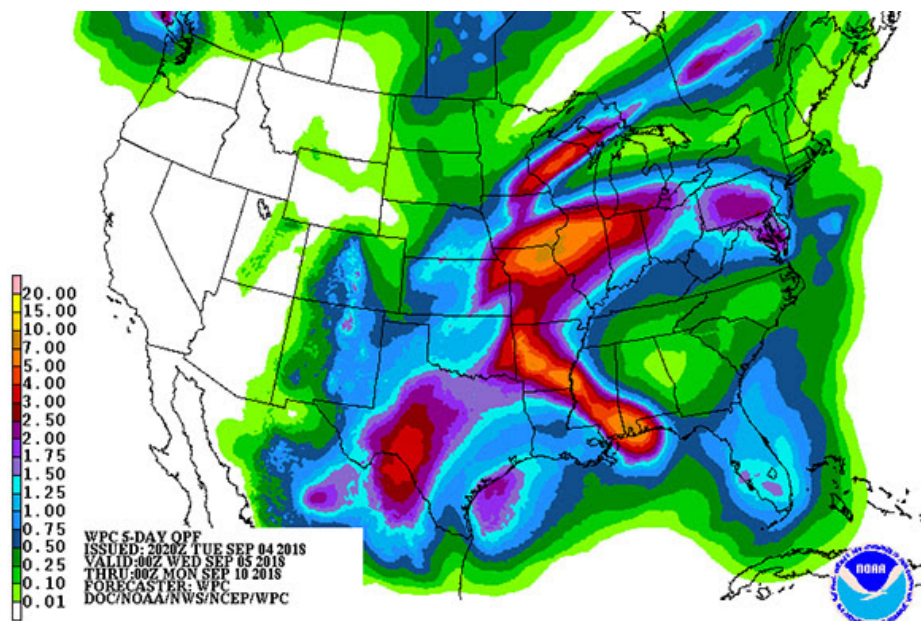 20.00
15.00
10.00
7.00
5.00
4.00
3.00
2.50
2.00
1.75
1.50
1.25
1.00
0.75
0.50
0.25
0.10
0.01
WPC 5-DAY QPF
ISSUED: 2020Z TUE SEP 04 2018
VALID:00Z WED SEP 05 2018
THRU:00Z MON SEP 10 2018
FORECASTER: WPC
DOC/NOAA/NWS/NCEP/WPC
NOAA